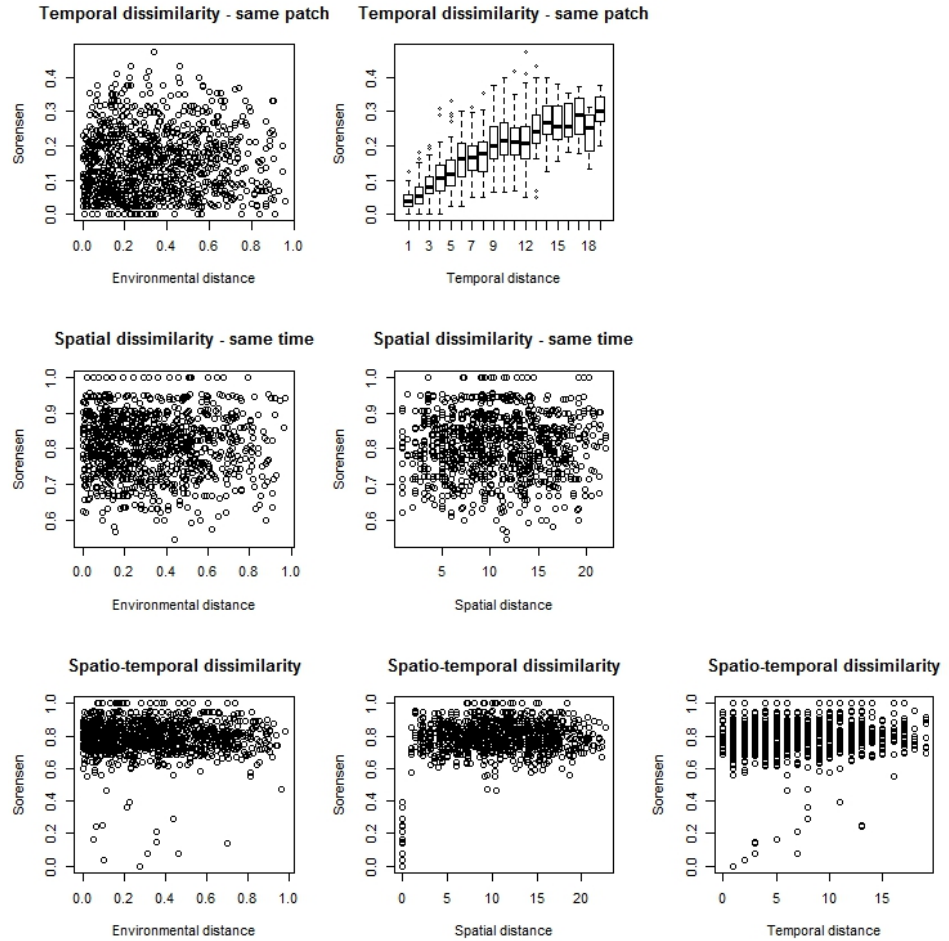 Temporal dissimilarity - same patch
Temporal dissimilarity - same patch
Sorensen
0.0 0.1 0.2 0.3 0.4
0.0 0.2 0.4 0.6 0.8 1.0
Environmental distance
Sorensen
0.0 0.1 0.2 0.3 0.4
1 3 5 7 9 12 15 18
Temporal distance
Spatial dissimilarity - same time
Spatial dissimilarity - same time
Sorensen
0.6 0.7 0.8 0.9 1.0
0.0 0.2 0.4 0.6 0.8 1.0
Environmental distance
Sorensen
0.6 0.7 0.8 0.9 1.0
5 10 15 20
Spatial distance
Spatio-temporal dissimilarity
Spatio-temporal dissimilarity
Spatio-temporal dissimilarity
Sorensen
0.0 0.2 0.4 0.6 0.8 1.0
0.0 0.2 0.4 0.6 0.8 1.0
Environmental distance
Sorensen
0.0 0.2 0.4 0.6 0.8 1.0
0 5 10 15 20
Spatial distance
Sorensen
0.0 0.2 0.4 0.6 0.8 1.0
0 5 10 15
Temporal distance